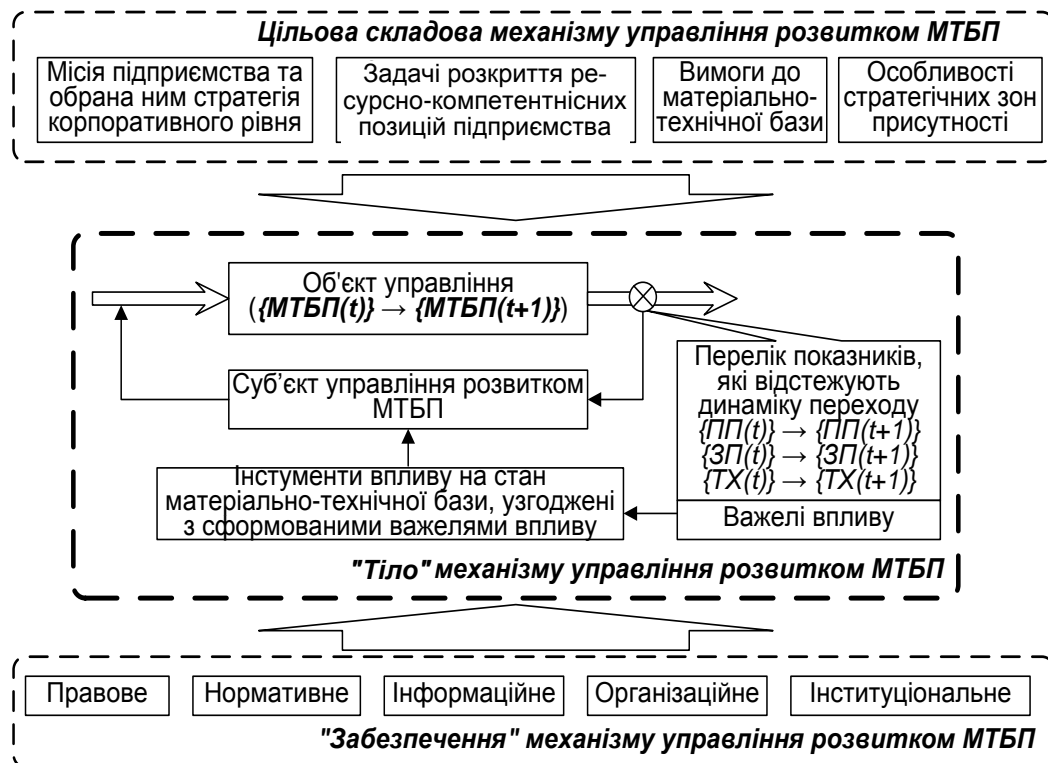 Цільова складова механізму управління розвитком МТБП
Місія підприємства та
обрана ним стратегія
корпоративного рівня
Задачі розкриття ре-
сурсно-компетентнісних
позицій підприємства
Вимоги до
матеріально-
технічної бази
Особливості
стратегічних зон
присутності
Об'єкт управління
({МТБП(t)} → {МТБП(t+1)})
Суб’єкт управління розвитком
МТБП
Перелік показників,
які відстежують
динаміку переходу
{ПП(t)} → {ПП(t+1)}
{ЗП(t)} → {ЗП(t+1)}
{ТХ(t)} → {ТХ(t+1)}
Важелі впливу
Інстументи впливу на стан
матеріально-технічної бази, узгоджені
з сформованими важелями впливу
"Тіло" механізму управління розвитком МТБП
Правове
Нормативне
Інформаційне
Організаційне
Інституціональне
"Забезпечення" механізму управління розвитком МТБП